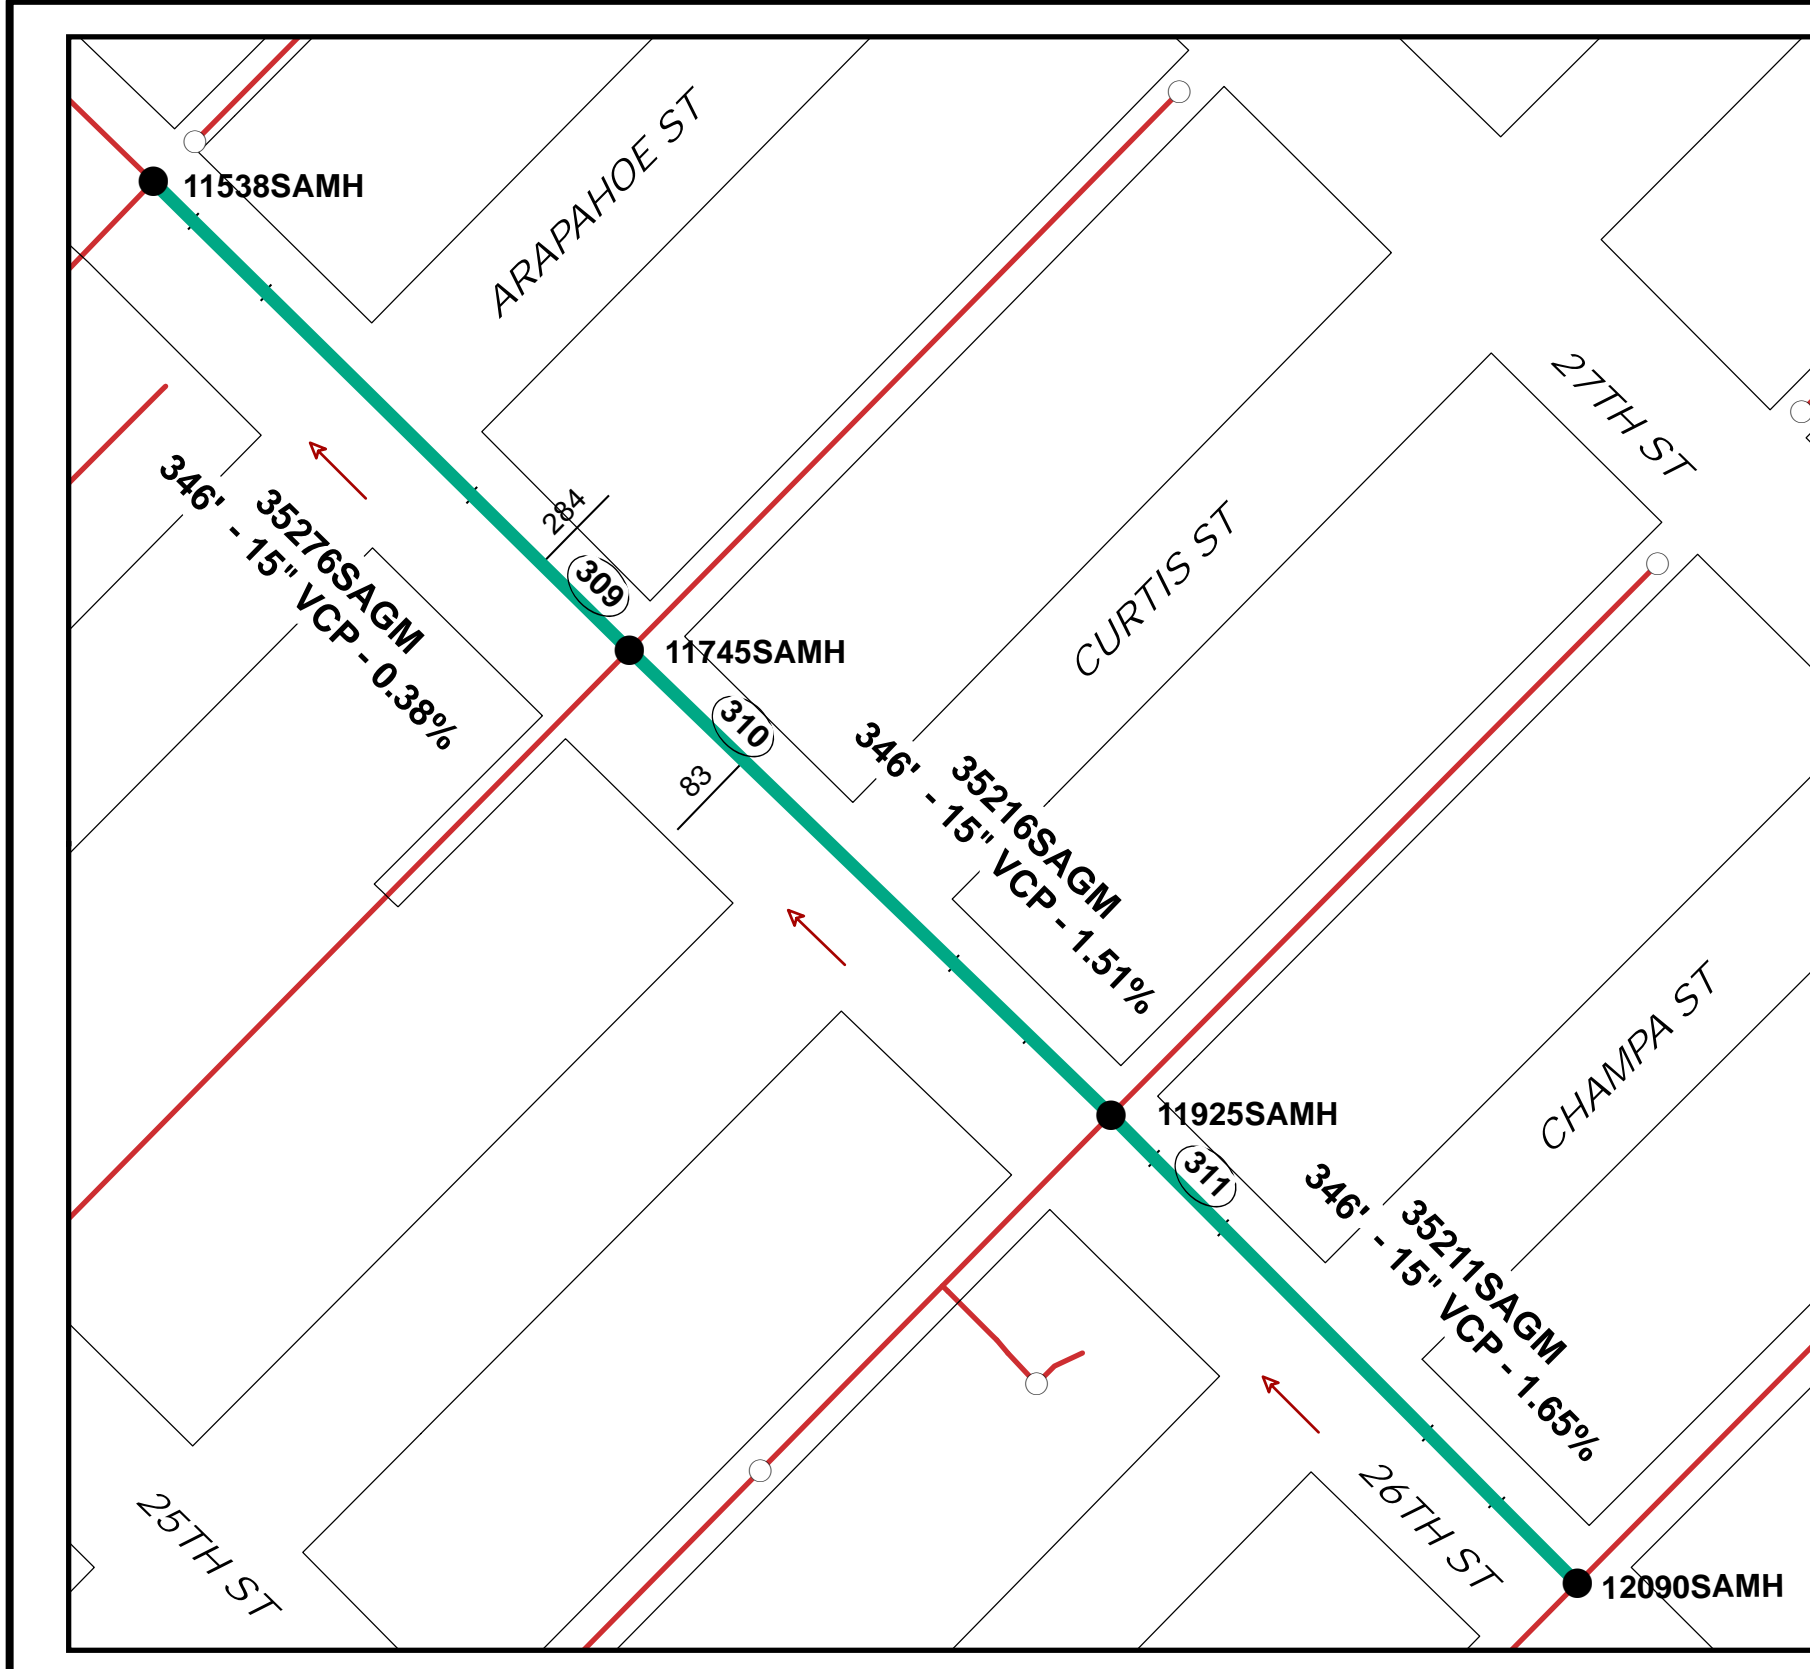 11538SAMH
ARAPAHOE ST
27TH ST
35276SAGM
346' - 15" VCP - 0.38%
284
309
11745SAMH
CURTIS ST
310
83
35216SAGM
346' - 15" VCP - 1.51%
CHAMPA ST
11925SAMH
311
35211SAGM
346' - 15" VCP - 1.65%
25TH ST
26TH ST
12090SAMH